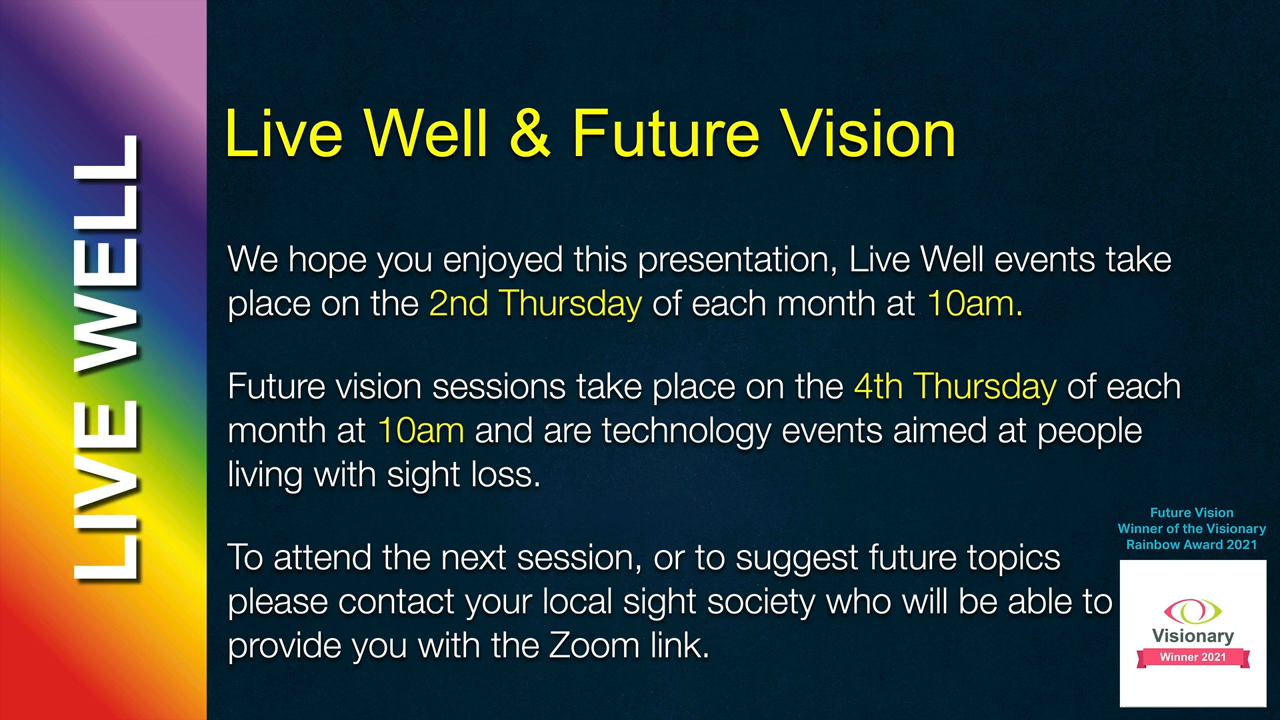 LIVE WELL
Live Well & Future Vision
We hope you enjoyed this presentation, Live Well events take
place on the 2nd Thursday of each month at 10am.
Future vision sessions take place on the 4th Thursday of each
month at 10am and are technology events aimed at people
living with sight loss.
To attend the next session, or to suggest future topics
please contact your local sight society who will be able to
provide you with the Zoom link.
Future Vision
Winner of the Visionary
Rainbow Award 2021
Visionary
Winner 2021